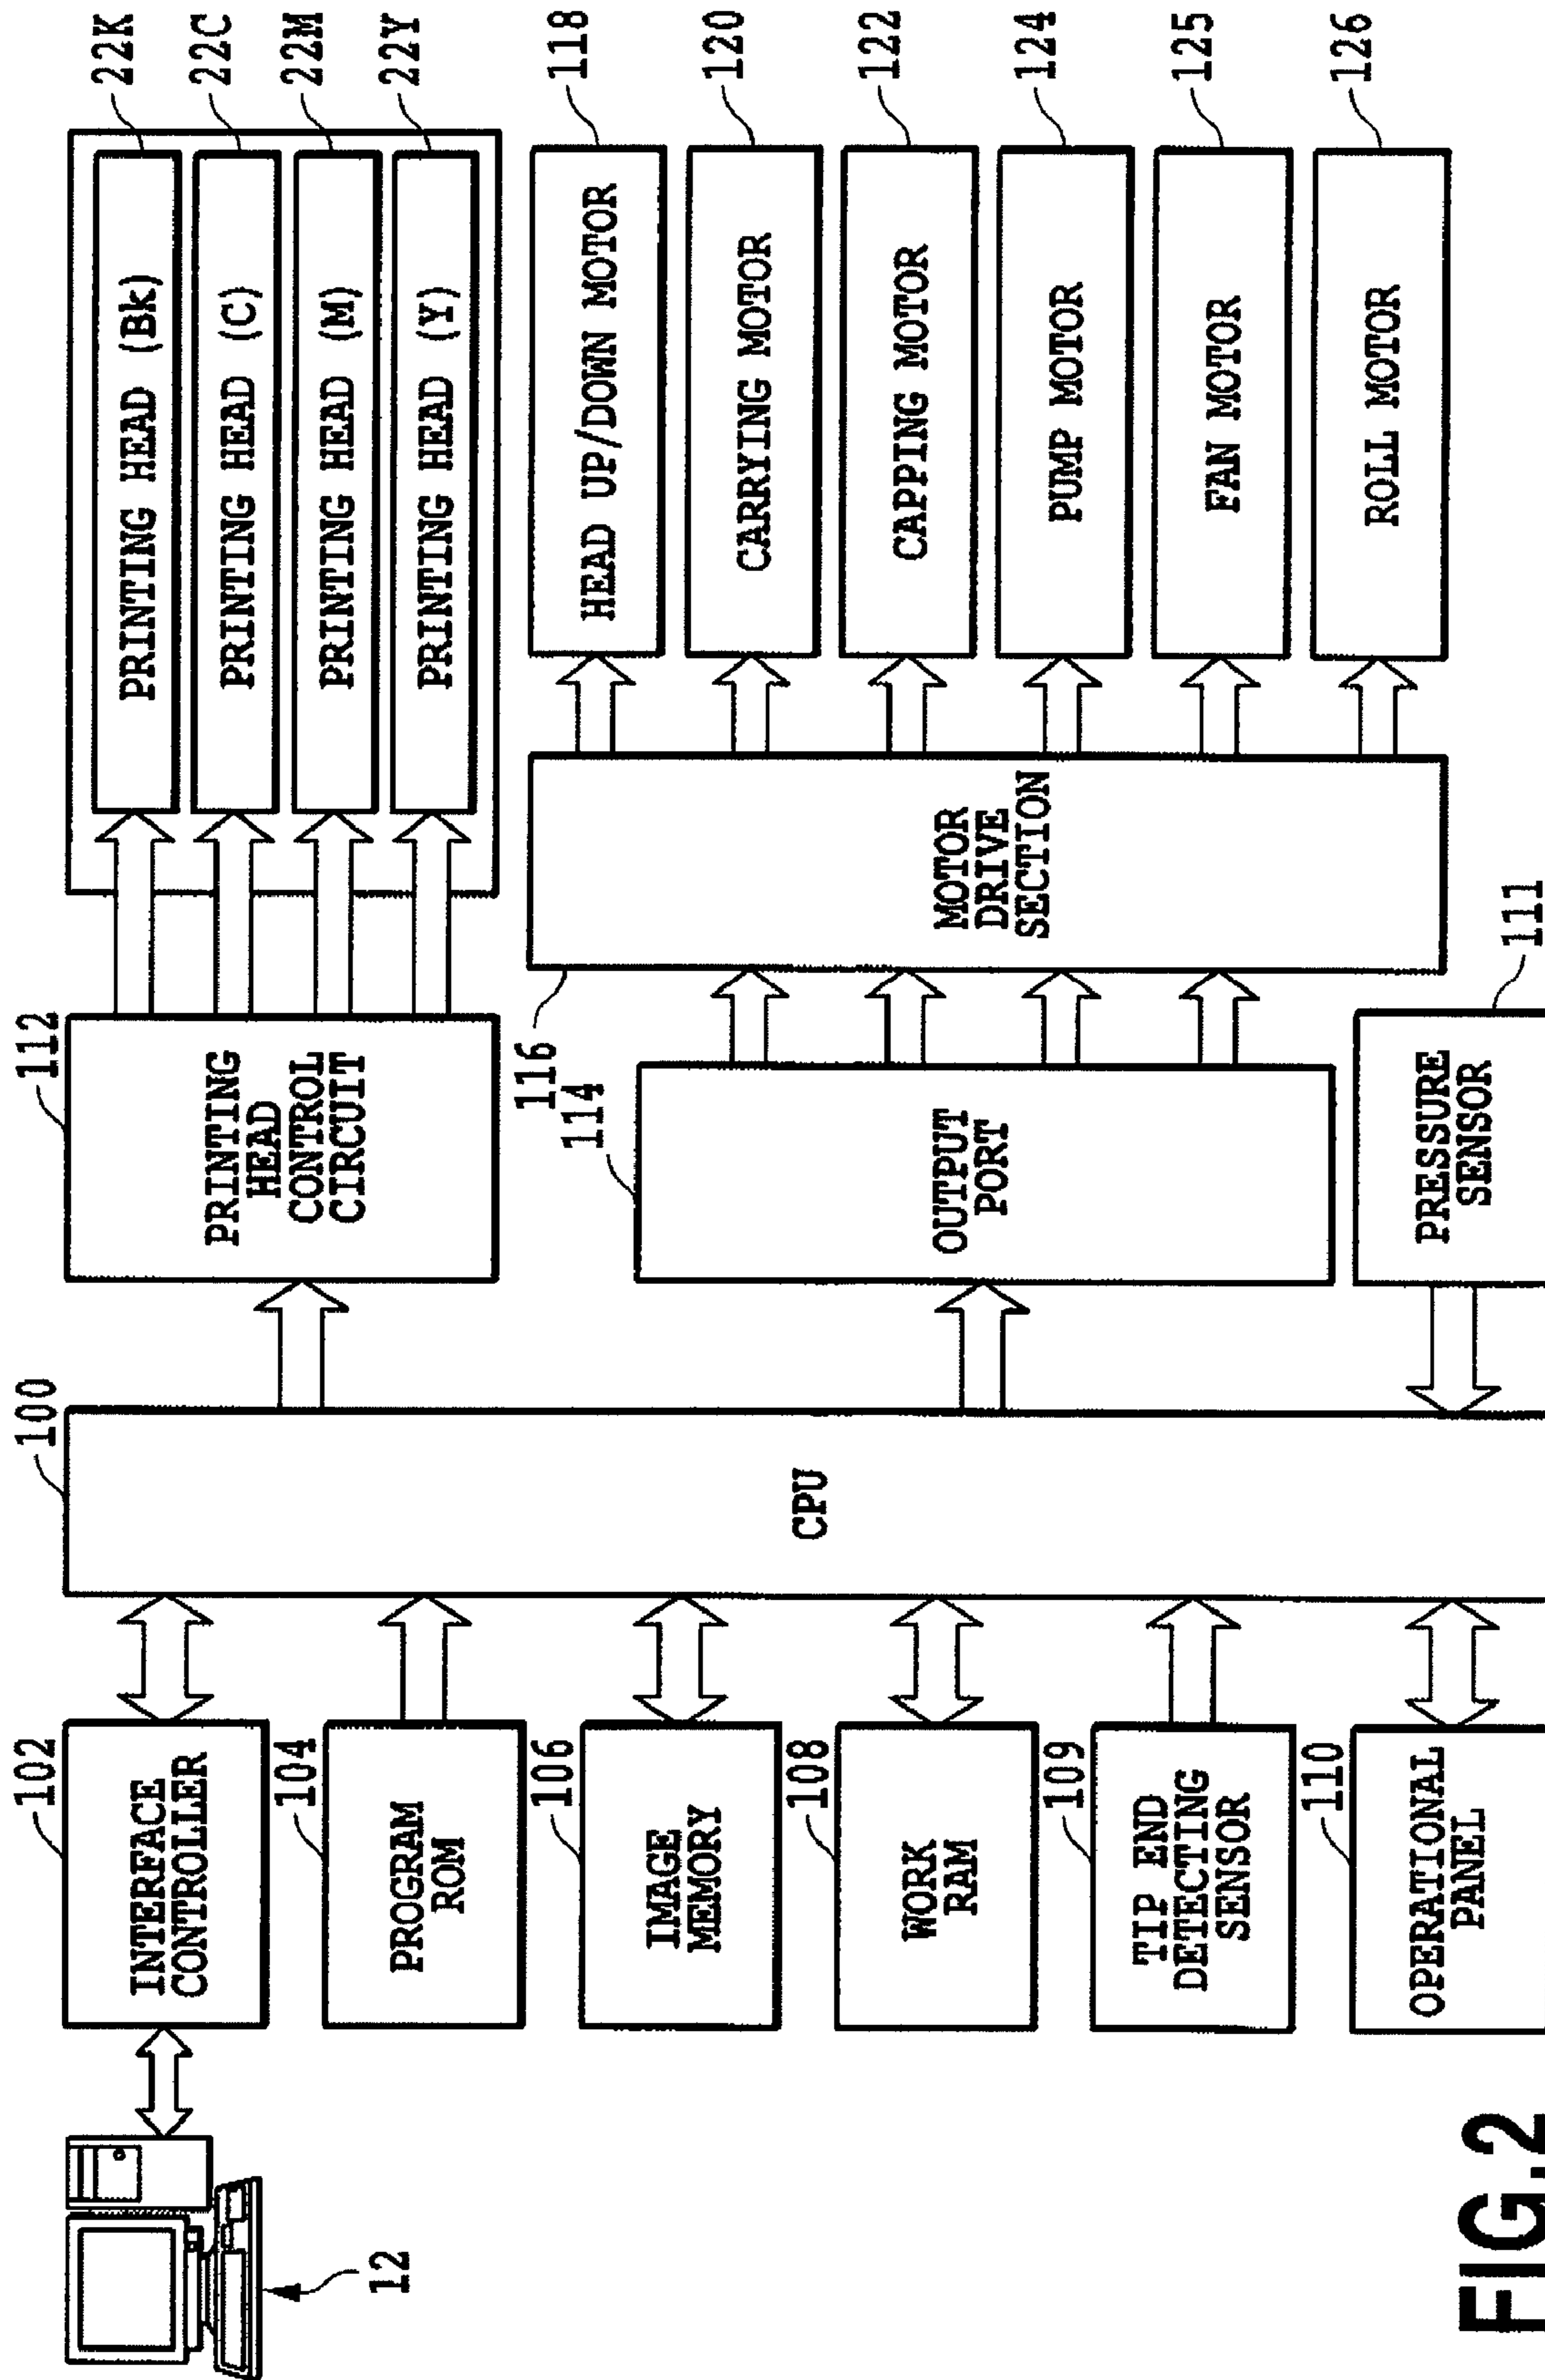 12
102
INTERFACE
CONTROLLER
104
PROGRAM
ROM
106
IMAGE
MEMORY
108
WORK
RAM
109
TIP END
DETECTING
SENSOR
110
OPERATIONAL
PANEL
100
CPU
112
PRINTING
HEAD
CONTROL
CIRCUIT
PRINTING HEAD (Bk)
22K
PRINTING HEAD (C)
22C
PRINTING HEAD (M)
22M
PRINTING HEAD (Y)
22Y
116
114
OUTPUT
PORT
MOTOR
DRIVE
SECTION
HEAD UP/DOWN MOTOR
118
CARRYING MOTOR
120
CAPPING MOTOR
122
PUMP MOTOR
124
FAN MOTOR
125
ROLL MOTOR
126
PRESSURE
SENSOR
111
FIG.2